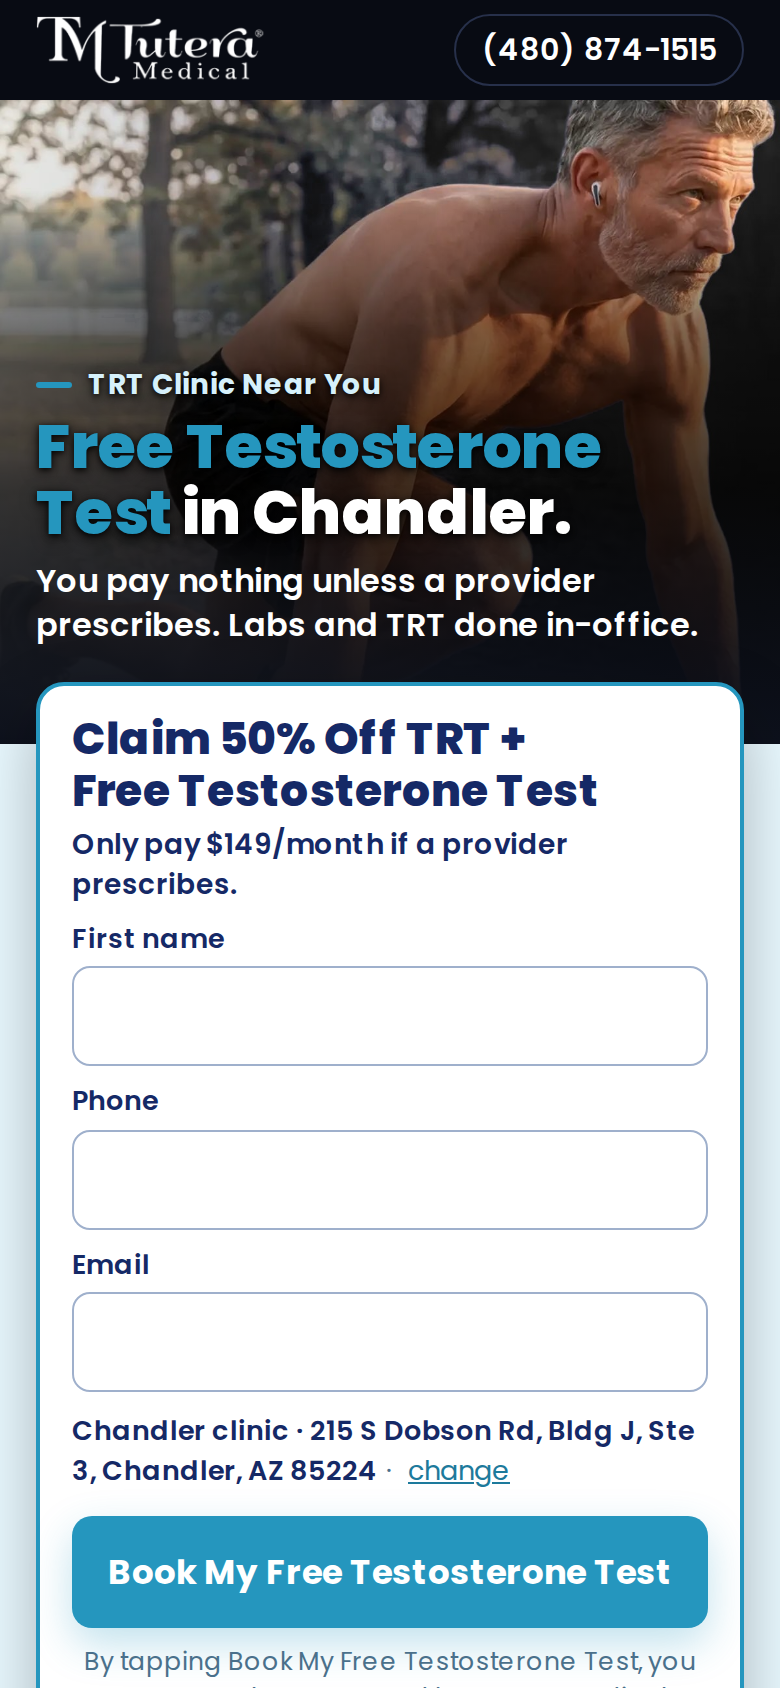 TM Tutera®
Medical
(480) 874-1515
TRT Clinic Near You
Free Testosterone
Test in Chandler.
You pay nothing unless a provider
prescribes. Labs and TRT done in-office.
Claim 50% Off TRT +
Free Testosterone Test
Only pay $149/month if a provider
prescribes.
First name
Phone
Email
Chandler clinic · 215 S Dobson Rd, Bldg J, Ste
3, Chandler, AZ 85224 · change
Book My Free Testosterone Test
By tapping Book My Free Testosterone Test, you